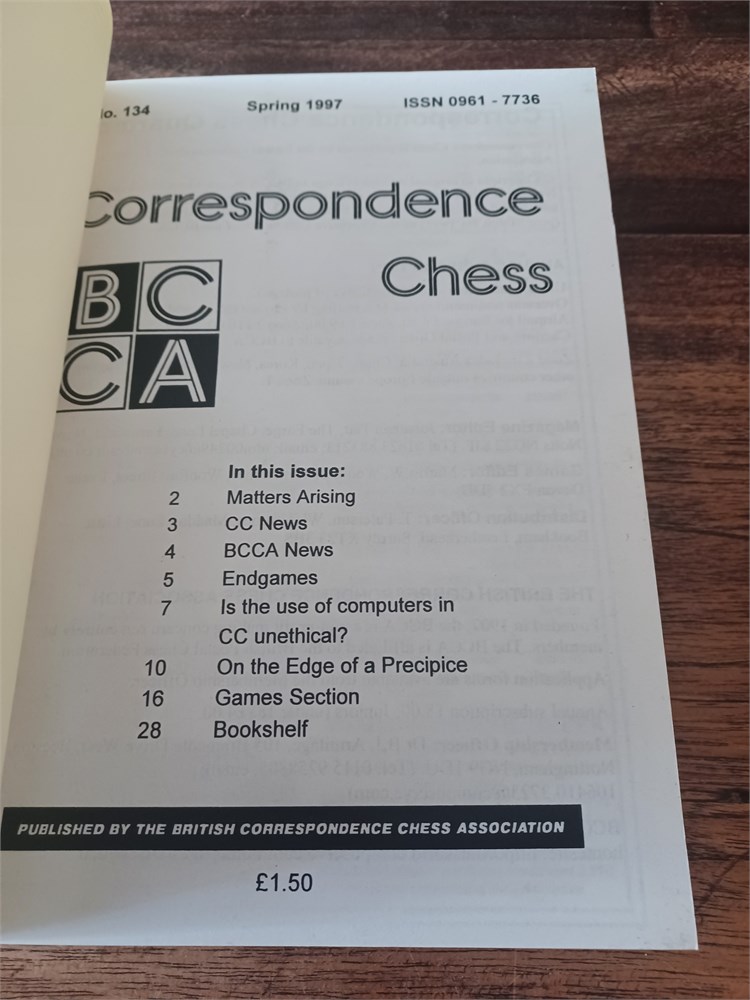 o. 134 Spring 1997 ISSN 0961 - 7736
Correspondence
Chess
BC
CA
In this issue:
2 Matters Arising
3 CC News
4 BCCA News
5 Endgames
7 Is the use of computers in
CC unethical?
10 On the Edge of a Precipice
16 Games Section
28 Bookshelf
PUBLISHED BY THE BRITISH CORRESPONDENCE CHESS ASSOCIATION
£1.50